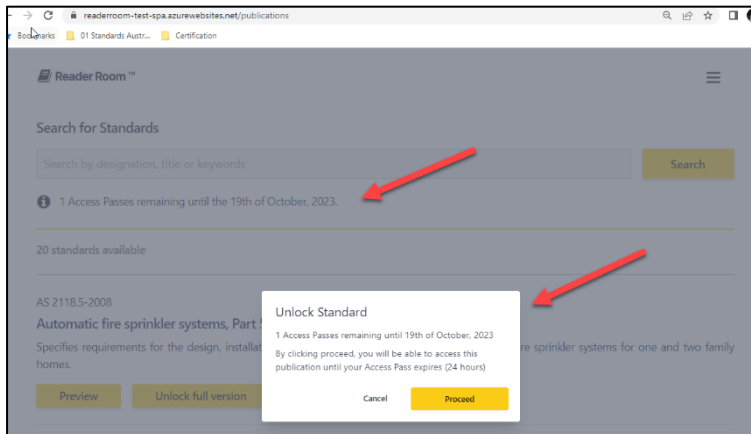 readerroom-test-spa.azurewebsites.net/publications
Bookmarks 01 Standards Austr... Certification
Reader Room ™
Search for Standards
Search by designation, title or keywords
Search
1 Access Passes remaining until the 19th of October, 2023.
20 standards available
AS 2118.5-2008
Automatic fire sprinkler systems, Part
Specifies requirements for the design, installat
re sprinkler systems for one and two family
homes.
Preview Unlock full version
Unlock Standard
1 Access Passes remaining until 19th of October, 2023
By clicking proceed, you will be able to access this
publication until your Access Pass expires (24 hours)
Cancel Proceed